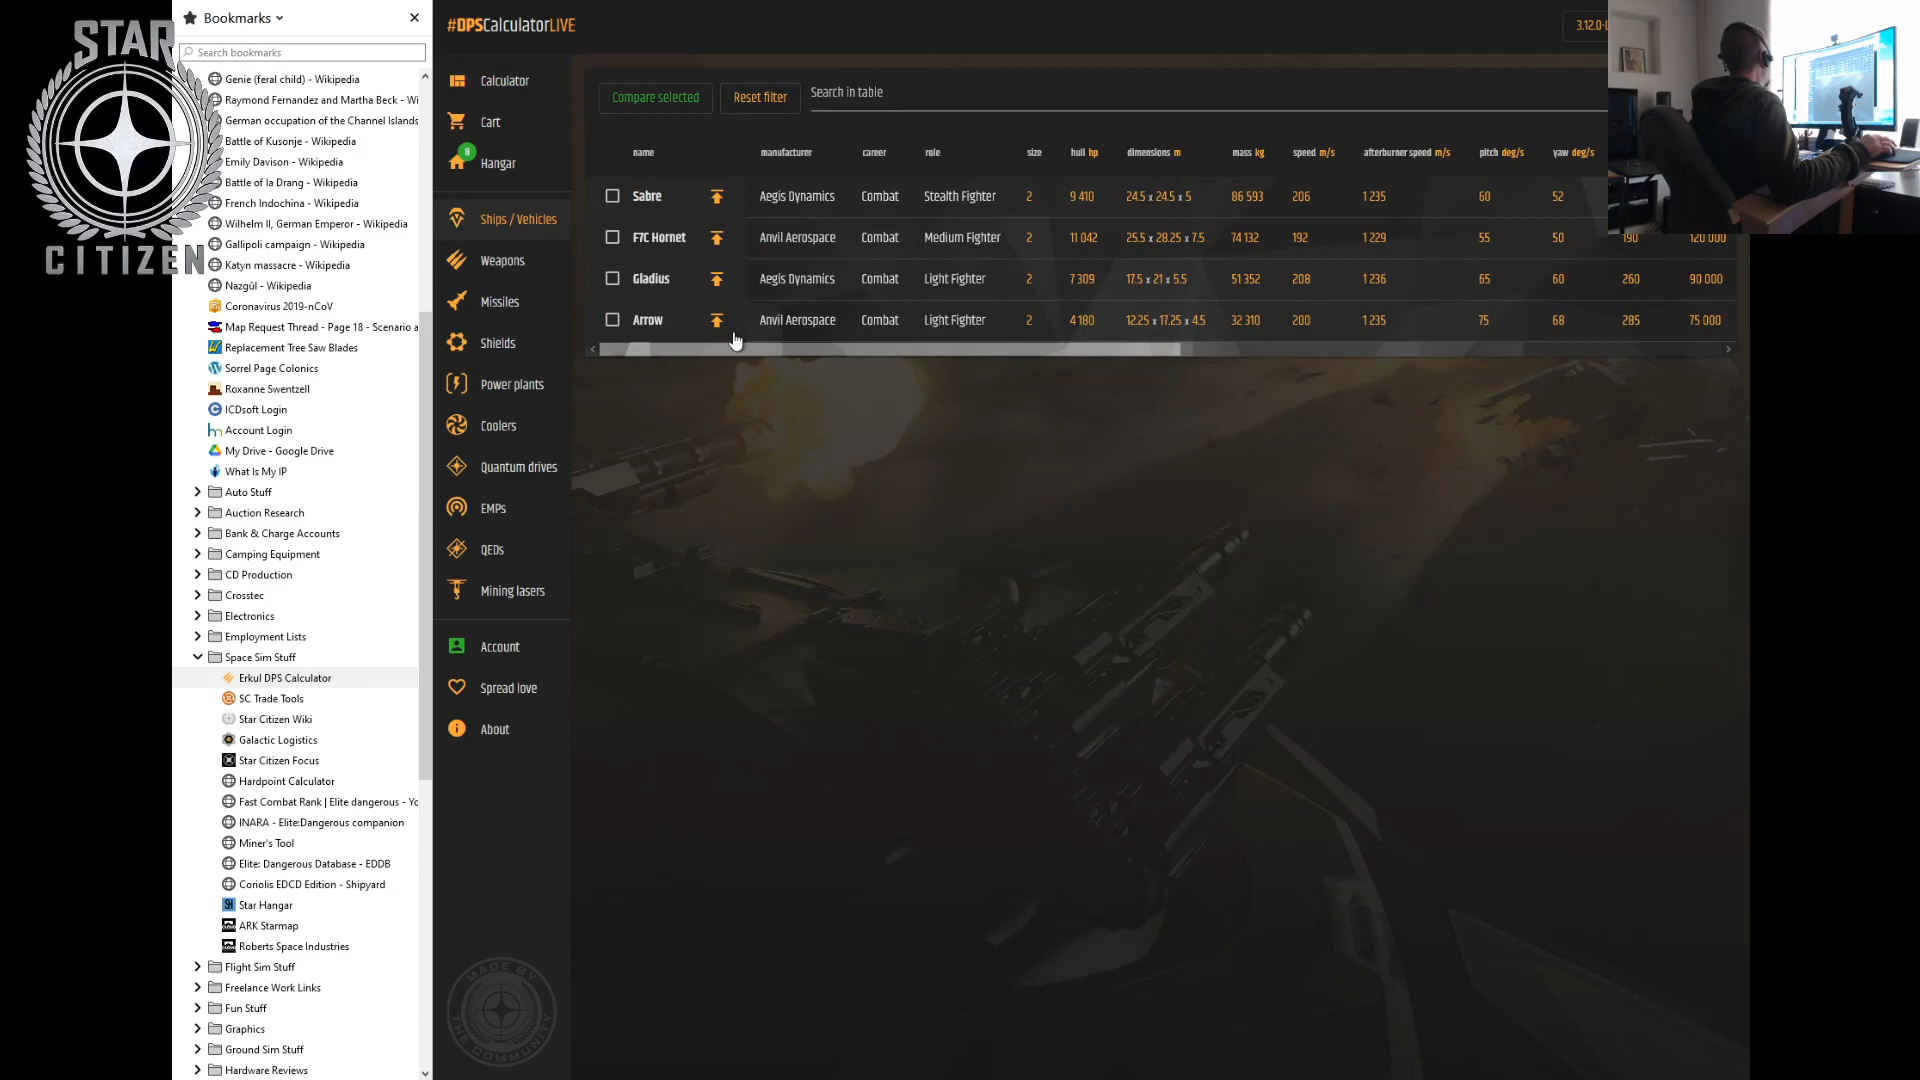 STAR
CITIZEN
Bookmarks
Search bookmarks
Genie (feral child) - Wikipedia
Raymond Fernandez and Martha Beck - Wi
German occupation of the Channel Islands
Battle of Kusonje - Wikipedia
Emily Davison - Wikipedia
Battle of la Drang - Wikipedia
French Indochina - Wikipedia
Wilhelm II, German Emperor - Wikipedia
Gallipoli campaign - Wikipedia
Katyn massacre - Wikipedia
Nazgûl - Wikipedia
Coronavirus 2019-nCoV
Map Request Thread - Page 18 - Scenario a
Replacement Tree Saw Blades
Sorrel Page Colonics
Roxanne Swentzell
ICDsoft Login
Account Login
My Drive - Google Drive
What Is My IP
Auto Stuff
Auction Research
Bank & Charge Accounts
Camping Equipment
CD Production
Crosstec
Electronics
Employment Lists
Space Sim Stuff
Erkul DPS Calculator
SC Trade Tools
Star Citizen Wiki
Galactic Logistics
Star Citizen Focus
Hardpoint Calculator
Fast Combat Rank | Elite dangerous - Yo
INARA - Elite:Dangerous companion
Miner's Tool
Elite: Dangerous Database - EDDB
Coriolis EDCD Edition - Shipyard
Star Hangar
ARK Starmap
Roberts Space Industries
Flight Sim Stuff
Freelance Work Links
Fun Stuff
Graphics
Ground Sim Stuff
Hardware Reviews
#DPSCalculatorLIVE
3.12.0-L
Calculator
Cart
8
Hangar
Ships / Vehicles
Weapons
Missiles
Shields
Power plants
Coolers
Quantum drives
EMPs
QEDs
Mining lasers
Account
Spread love
About
MADE BY
THE COMMUNITY
Compare selected
Reset filter
Search in table
name manufacturer career role size hull hp dimensions m mass kg speed m/s afterburner speed m/s pitch deg/s yaw deg/s
Sabre Aegis Dynamics Combat Stealth Fighter 2 9 410 24.5 x 24.5 x 5 86 593 206 1 235 60 52
F7C Hornet Anvil Aerospace Combat Medium Fighter 2 11 042 25.5 x 28.25 x 7.5 74 132 192 1 229 55 50 190 120 000
Gladius Aegis Dynamics Combat Light Fighter 2 7 309 17.5 x 21 x 5.5 51 352 208 1 236 65 60 260 90 000
Arrow Anvil Aerospace Combat Light Fighter 2 4 180 12.25 x 17.25 x 4.5 32 310 200 1 235 75 68 285 75 000